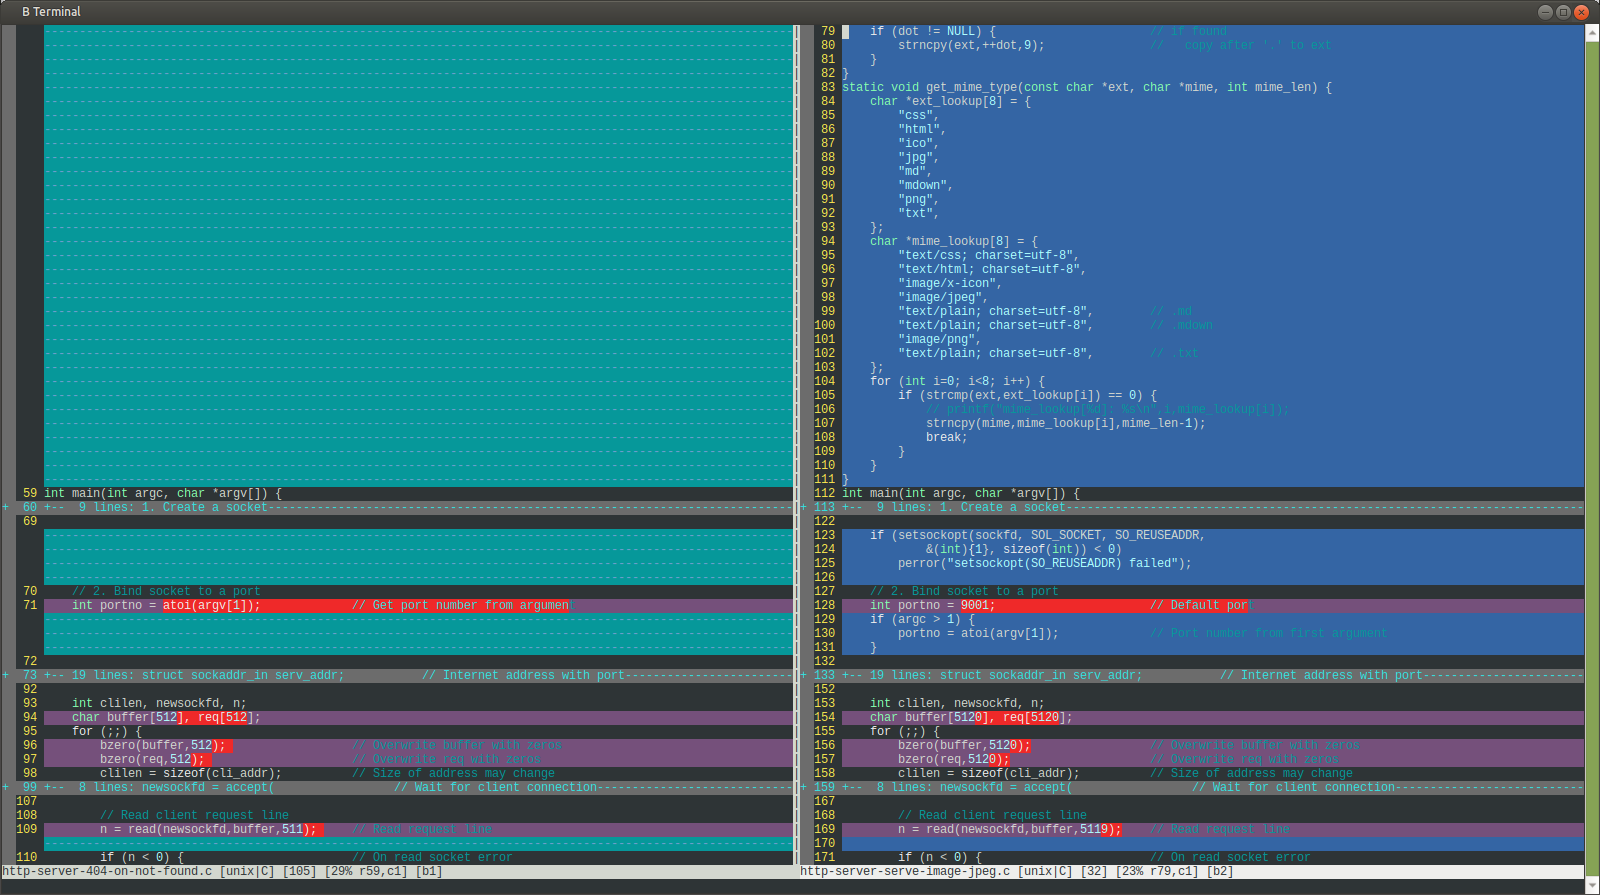 B Terminal
59 int main(int argc, char *argv[]) {
+ 60 +--  9 lines: 1. Create a socket
69
70     // 2. Bind socket to a port
71     int portno = atoi(argv[1]);             // Get port number from argument
72
+ 73 +-- 19 lines: struct sockaddr_in serv_addr;           // Internet address with port
92
93     int clilen, newsockfd, n;
94     char buffer[512], req[512];
95     for (;;) {
96         bzero(buffer,512);                  // Overwrite buffer with zeros
97         bzero(req,512);                     // Overwrite req with zeros
98         clilen = sizeof(cli_addr);          // Size of address may change
+ 99 +--  8 lines: newsockfd = accept(                 // Wait for client connection
107
108         // Read client request line
109         n = read(newsockfd,buffer,511);     // Read request line
110         if (n < 0) {                        // On read socket error
http-server-404-on-not-found.c [unix|C] [105] [29% r59,c1] [b1]
79     if (dot != NULL) {                      // If found
80         strncpy(ext,++dot,9);               //   copy after '.' to ext
81     }
82 }
83 static void get_mime_type(const char *ext, char *mime, int mime_len) {
84     char *ext_lookup[8] = {
85         "css",
86         "html",
87         "ico",
88         "jpg",
89         "md",
90         "mdown",
91         "png",
92         "txt",
93     };
94     char *mime_lookup[8] = {
95         "text/css; charset=utf-8",
96         "text/html; charset=utf-8",
97         "image/x-icon",
98         "image/jpeg",
99         "text/plain; charset=utf-8",        // .md
100         "text/plain; charset=utf-8",        // .mdown
101         "image/png",
102         "text/plain; charset=utf-8",        // .txt
103     };
104     for (int i=0; i<8; i++) {
105         if (strcmp(ext,ext_lookup[i]) == 0) {
106             // printf("mime_lookup[%d]: %s\n",i,mime_lookup[i]);
107             strncpy(mime,mime_lookup[i],mime_len-1);
108             break;
109         }
110     }
111 }
112 int main(int argc, char *argv[]) {
+ 113 +--  9 lines: 1. Create a socket
122
123     if (setsockopt(sockfd, SOL_SOCKET, SO_REUSEADDR,
124             &(int){1}, sizeof(int)) < 0)
125         perror("setsockopt(SO_REUSEADDR) failed");
126
127     // 2. Bind socket to a port
128     int portno = 9001;                      // Default port
129     if (argc > 1) {
130         portno = atoi(argv[1]);             // Port number from first argument
131     }
132
+ 133 +-- 19 lines: struct sockaddr_in serv_addr;           // Internet address with port
152
153     int clilen, newsockfd, n;
154     char buffer[5120], req[5120];
155     for (;;) {
156         bzero(buffer,5120);                 // Overwrite buffer with zeros
157         bzero(req,5120);                    // Overwrite req with zeros
158         clilen = sizeof(cli_addr);          // Size of address may change
+ 159 +--  8 lines: newsockfd = accept(                 // Wait for client connection
167
168         // Read client request line
169         n = read(newsockfd,buffer,5119);    // Read request line
170
171         if (n < 0) {                        // On read socket error
http-server-serve-image-jpeg.c [unix|C] [32] [23% r79,c1] [b2]